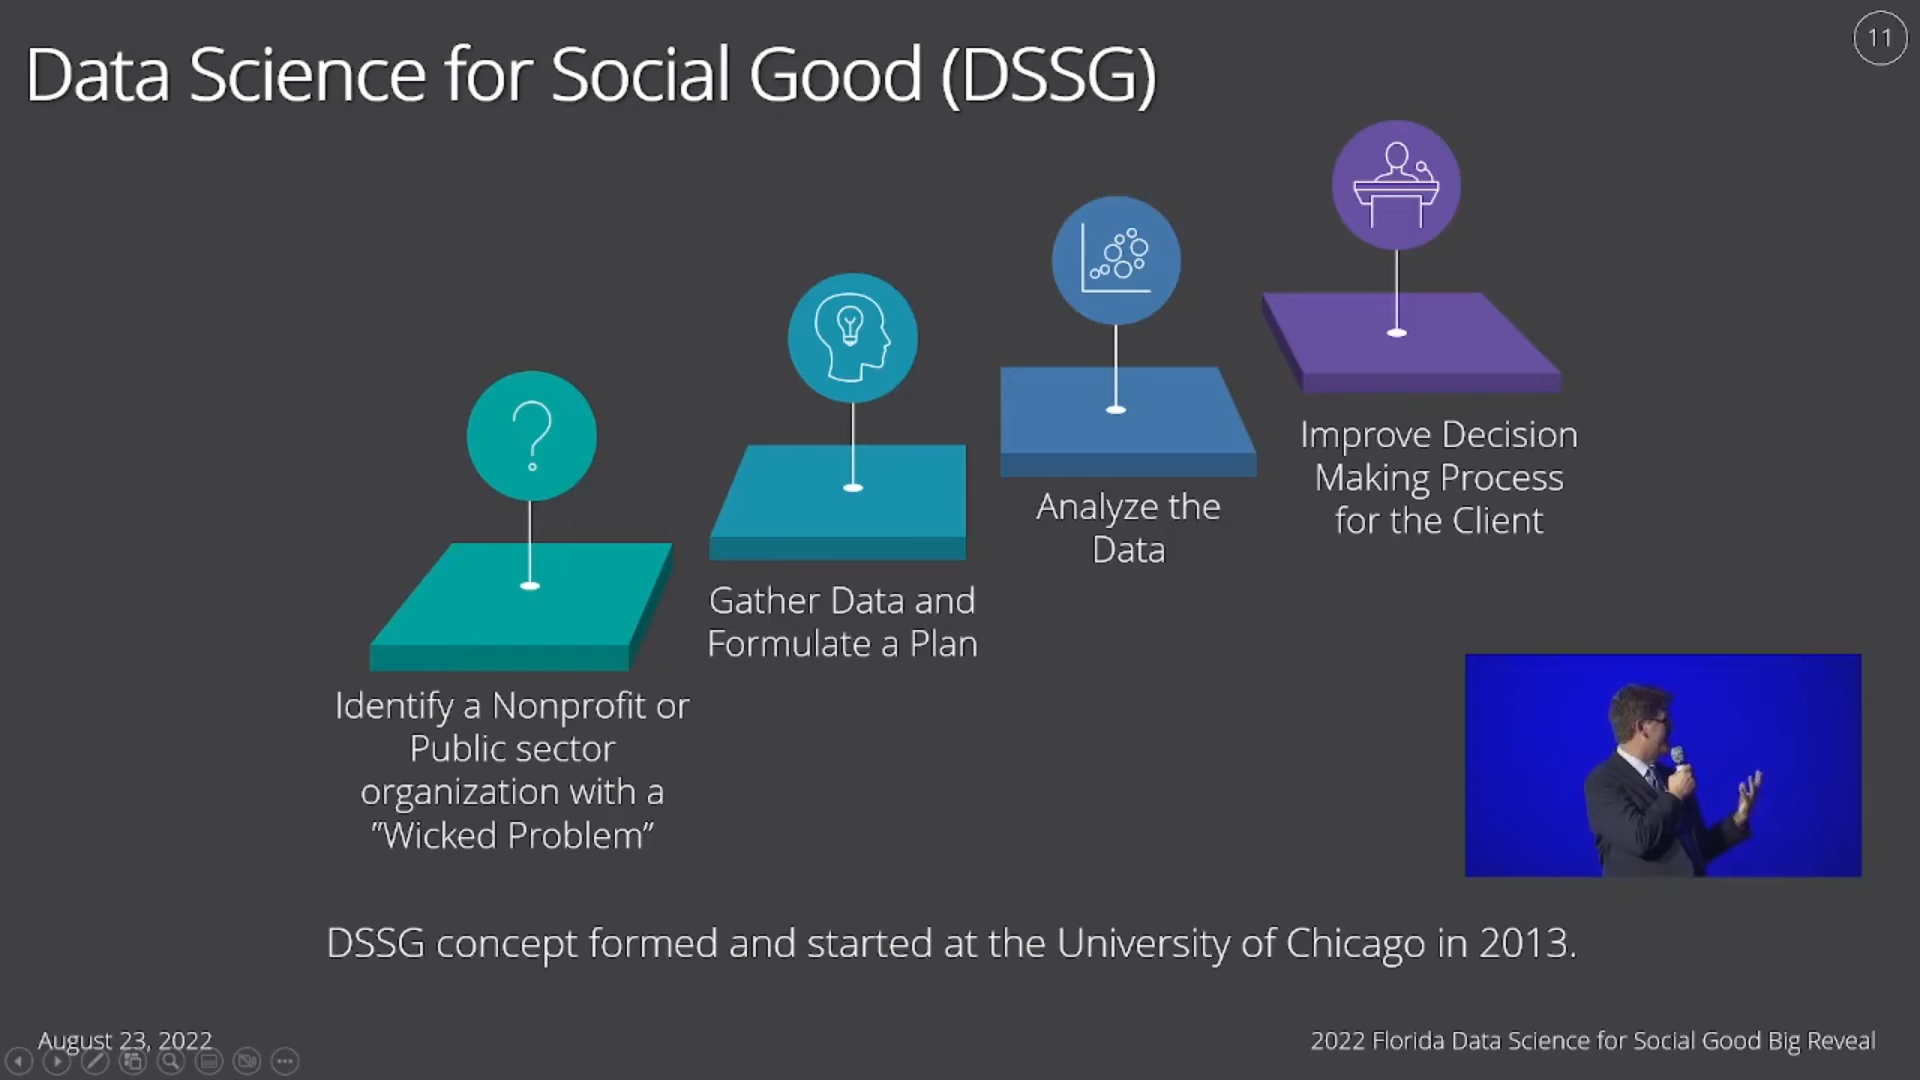 11
Data Science for Social Good (DSSG)
Identify a Nonprofit or
Public sector
organization with a
”Wicked Problem”
Gather Data and
Formulate a Plan
Analyze the
Data
Improve Decision
Making Process
for the Client
DSSG concept formed and started at the University of Chicago in 2013.
August 23, 2022
2022 Florida Data Science for Social Good Big Reveal